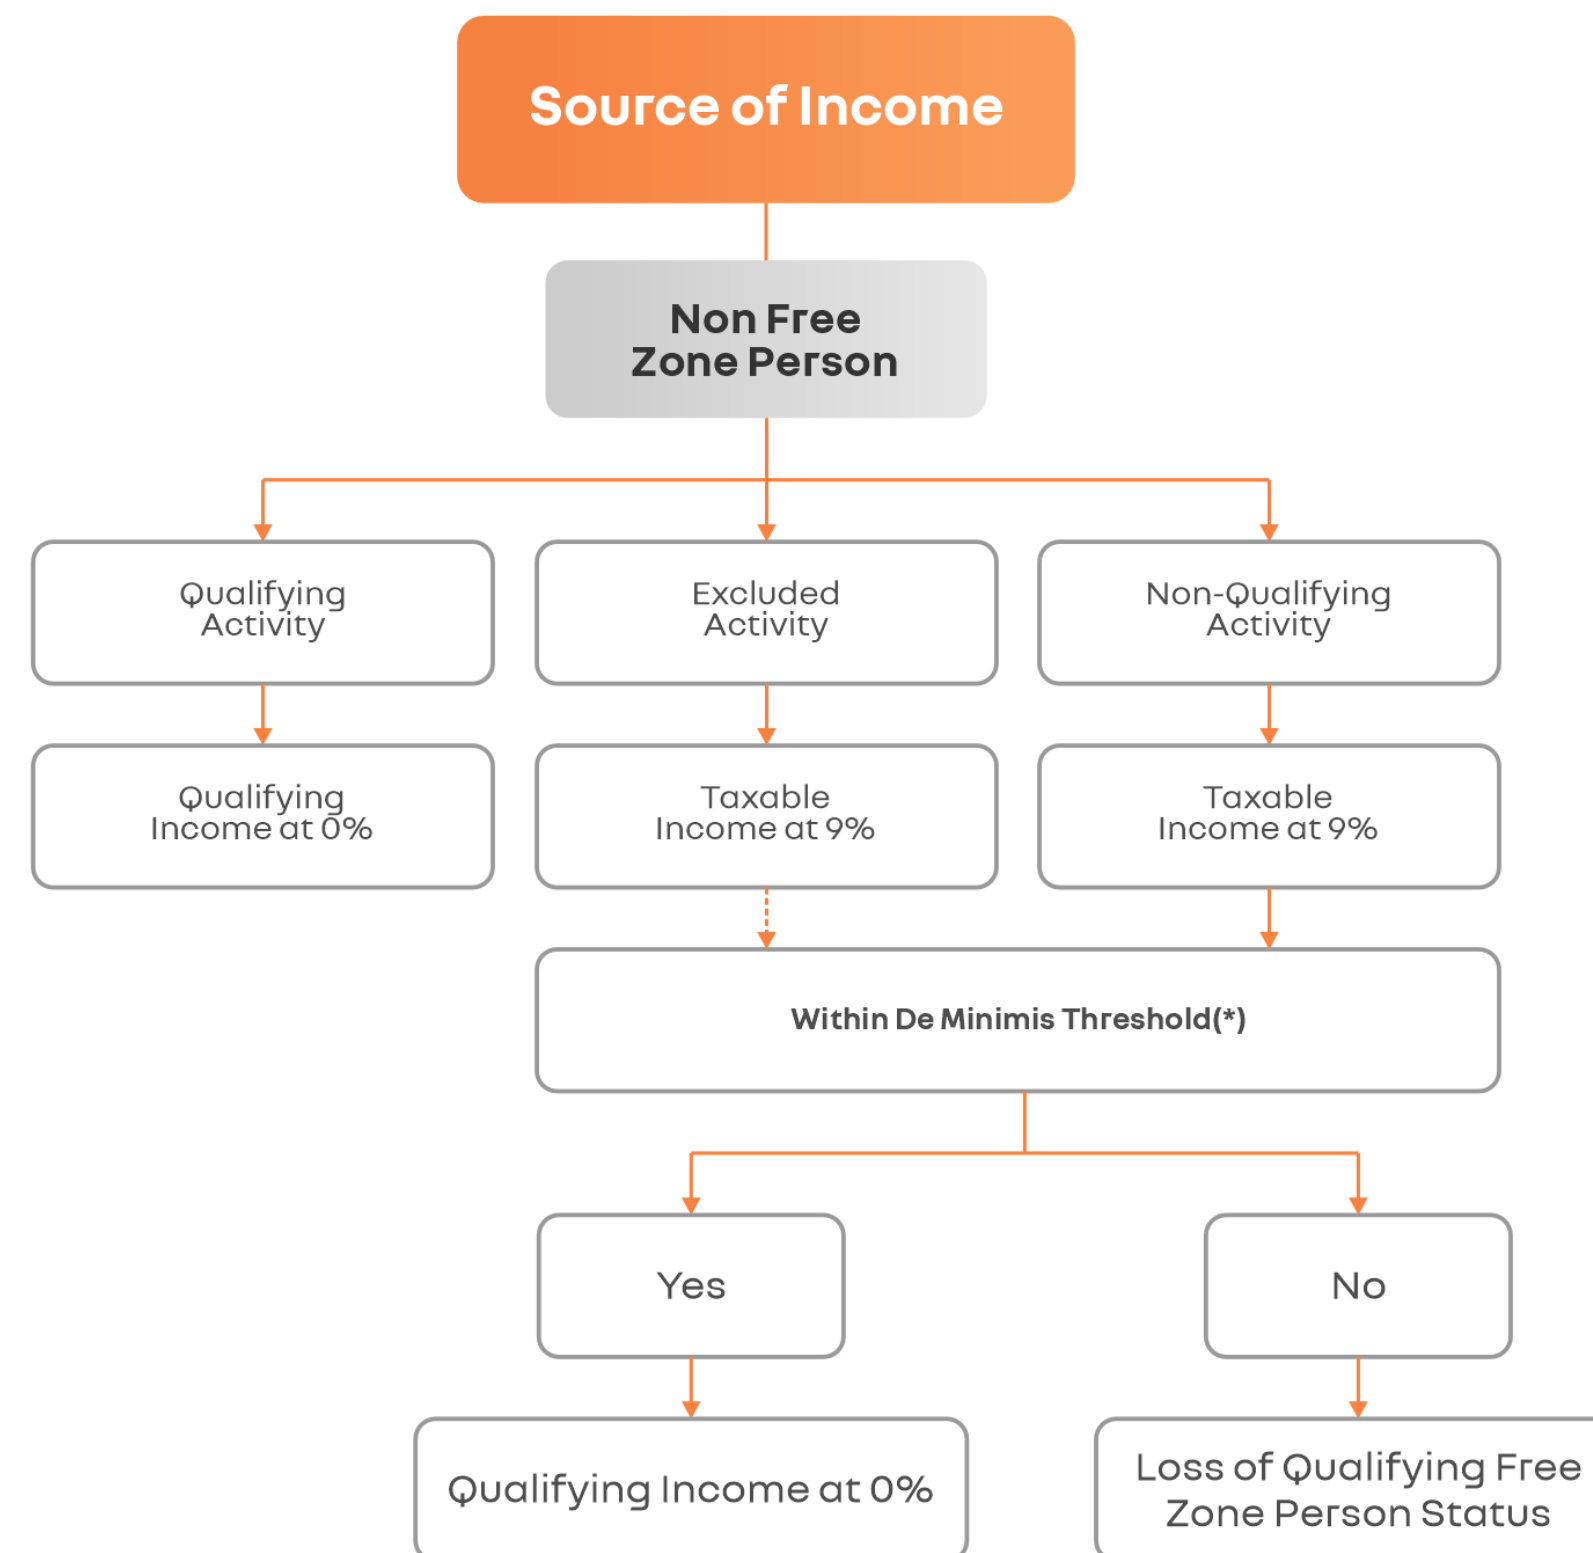 Source of Income
Non Free
Zone Person
Qualifying
Activity
Excluded
Activity
Non-Qualifying
Activity
Qualifying
Income at 0%
Taxable
Income at 9%
Taxable
Income at 9%
Within De Minimis Threshold(*)
Yes
No
Qualifying Income at 0%
Loss of Qualifying Free
Zone Person Status